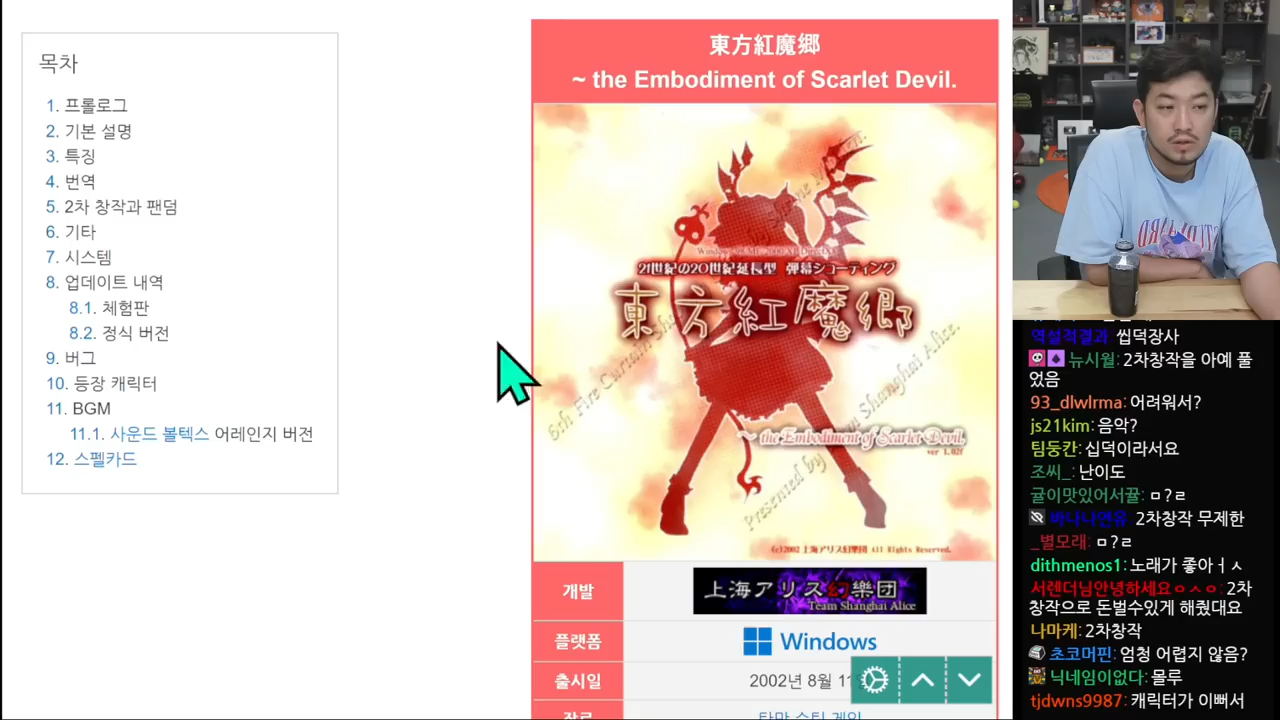 목차
1. 프롤로그
2. 기본 설명
3. 특징
4. 번역
5. 2차 창작과 팬덤
6. 기타
7. 시스템
8. 업데이트 내역
8.1. 체험판
8.2. 정식 버전
9. 버그
10. 등장 캐릭터
11. BGM
11.1. 사운드 볼텍스 어레인지 버전
12. 스펠카드
東方紅魔郷
~ the Embodiment of Scarlet Devil.
21世紀の20世紀延長型 弾幕シューティング
東方紅魔郷
~ the Embodiment of Scarlet Devil.
ver 1.02f
Presented by Shanghai Alice.
(c)2002 上海アリス幻樂団 All Rights Reserved.
개발
上海アリス幻樂団
Team Shanghai Alice
플랫폼
Windows
출시일
2002년 8월 11
장르
탄막 슈팅 게임
역설적결과 씹덕장사
뉴시월: 2차창작을 아예 풀
었음
93_dlwlrma: 어려워서?
js21kim: 음악?
팀둥칸: 십덕이라서요
조씨_: 난이도
귤이맛있어서끌: ㅁ?ㄹ
바나나연유: 2차창작 무제한
_별모래: ㅁ?ㄹ
dithmenos1: 노래가 좋아ㅓㅅ
서렌더님안녕하세요ㅇㅅㅇ: 2차
창작으로 돈벌수있게 해줬대요
나마케: 2차창작
초코머핀: 엄청 어렵지 않음?
닉네임이없다: 몰루
tjdwns9987: 캐릭터가 이뻐서